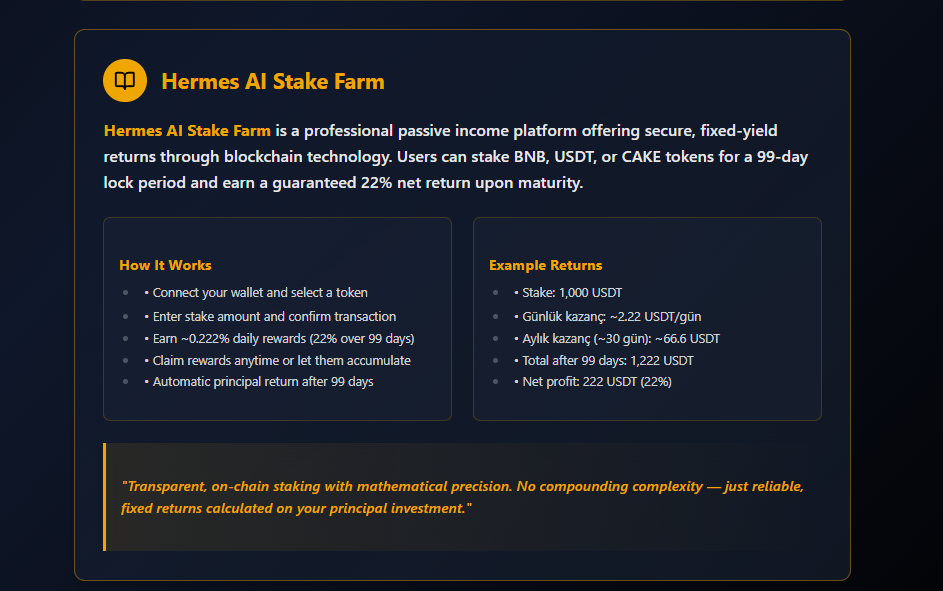 Hermes AI Stake Farm
Hermes AI Stake Farm is a professional passive income platform offering secure, fixed-yield
returns through blockchain technology. Users can stake BNB, USDT, or CAKE tokens for a 99-day
lock period and earn a guaranteed 22% net return upon maturity.
How It Works
• • Connect your wallet and select a token
• • Enter stake amount and confirm transaction
• • Earn ~0.222% daily rewards (22% over 99 days)
• • Claim rewards anytime or let them accumulate
• • Automatic principal return after 99 days
Example Returns
• • Stake: 1,000 USDT
• • Günlük kazanç: ~2.22 USDT/gün
• • Aylık kazanç (~30 gün): ~66.6 USDT
• • Total after 99 days: 1,222 USDT
• • Net profit: 222 USDT (22%)
"Transparent, on-chain staking with mathematical precision. No compounding complexity — just reliable,
fixed returns calculated on your principal investment."